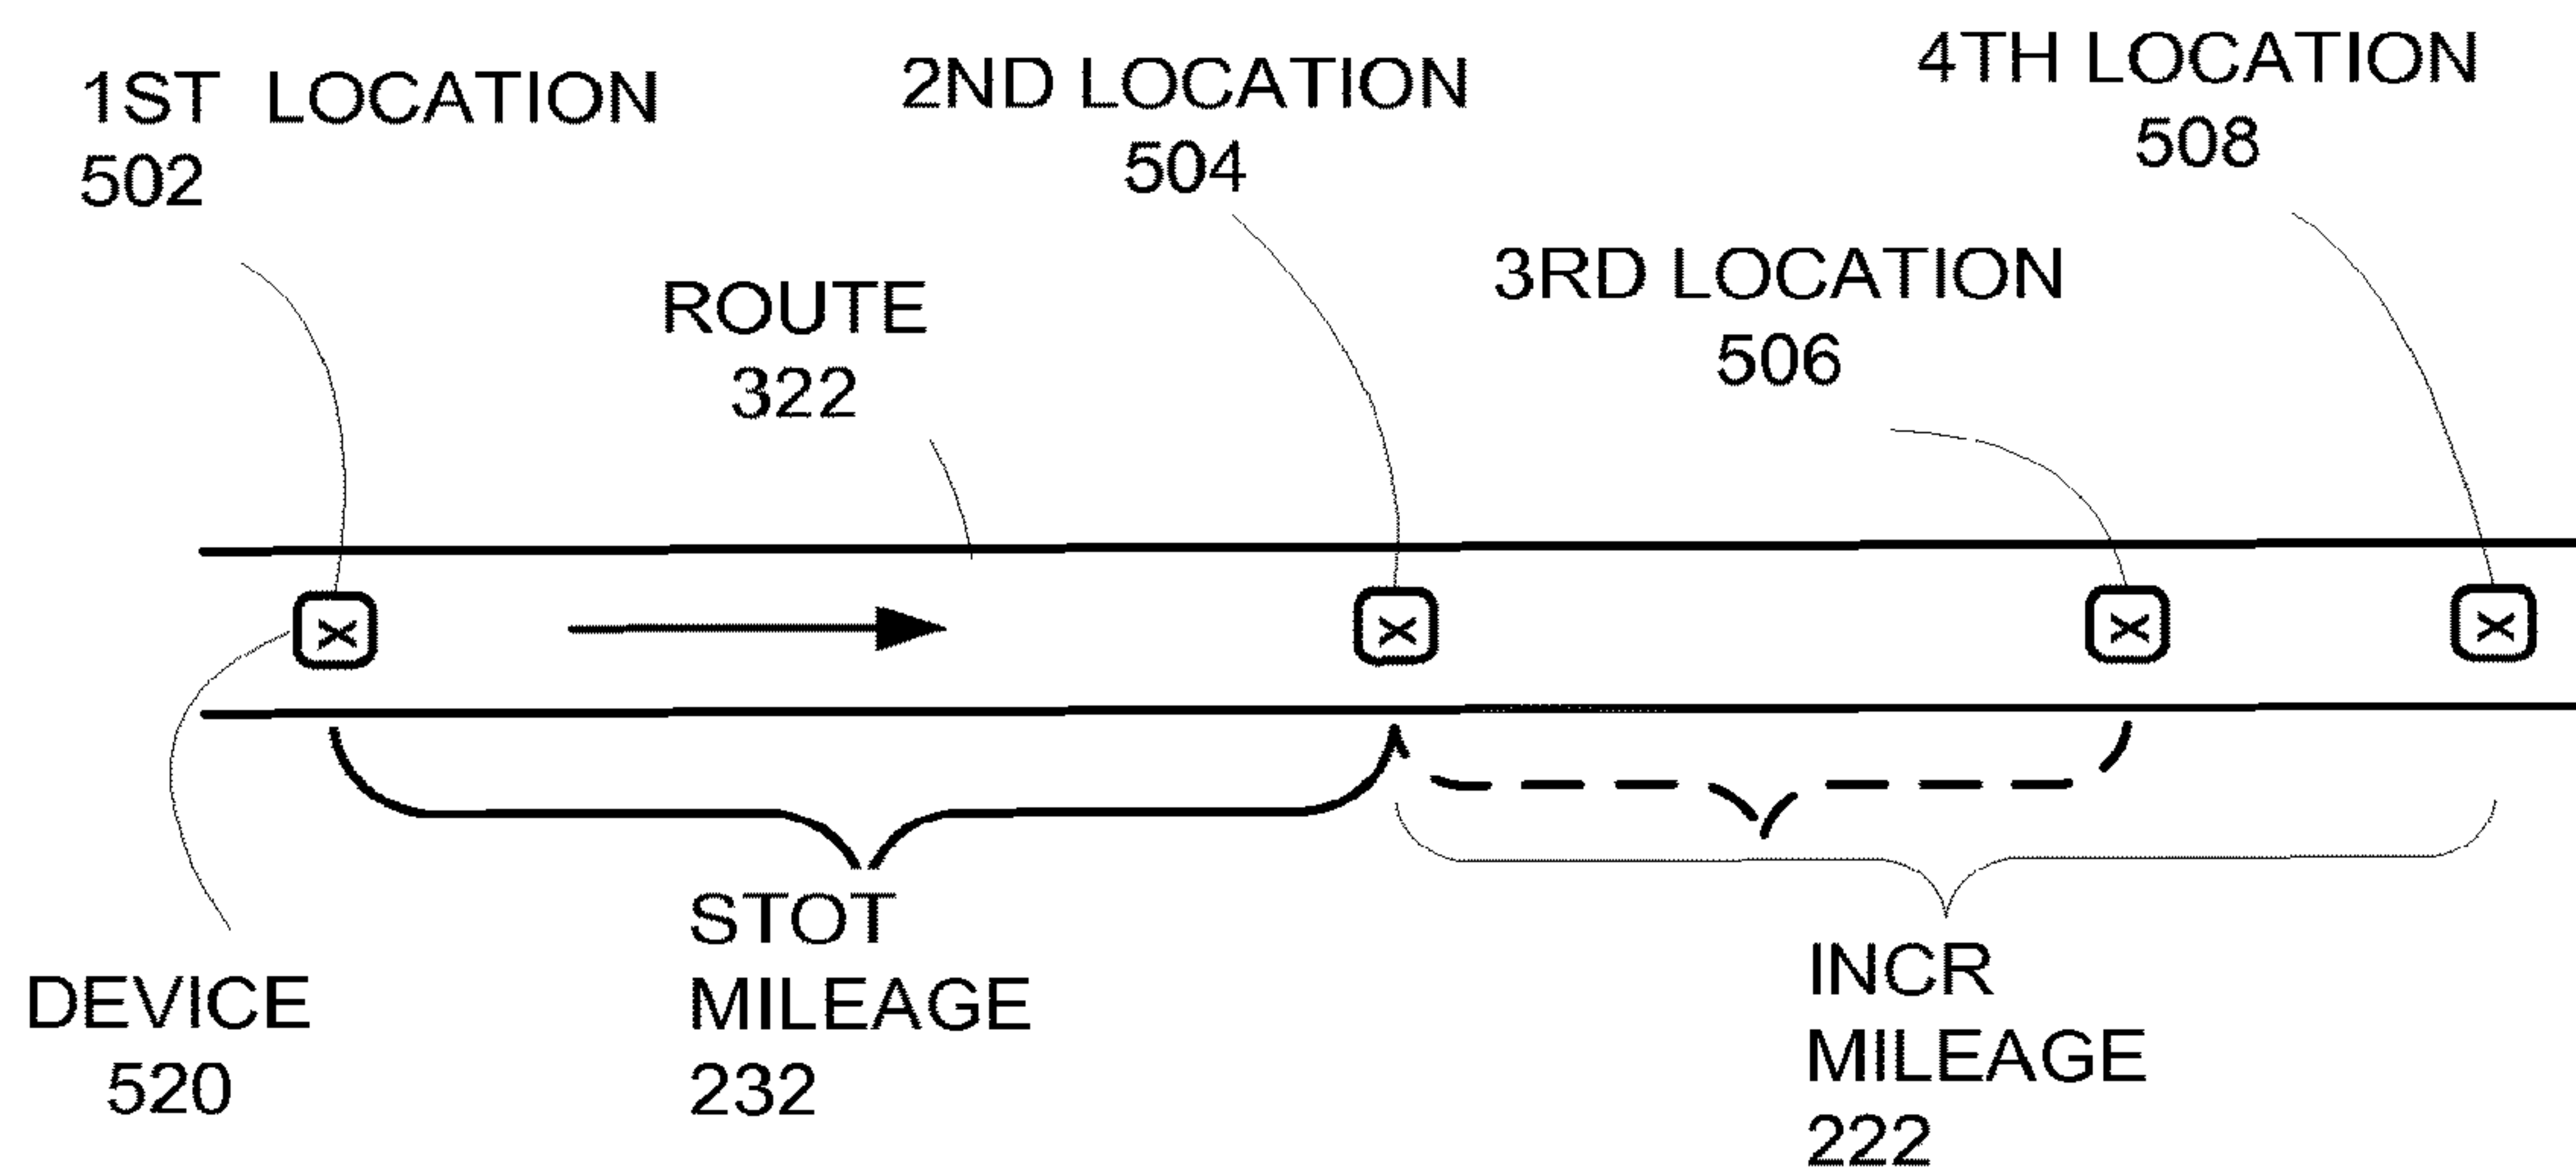 1ST LOCATION
502
2ND LOCATION
504
4TH LOCATION
508
ROUTE
322
3RD LOCATION
506
X
X
X
X
DEVICE
520
STOT
MILEAGE
232
INCR
MILEAGE
222